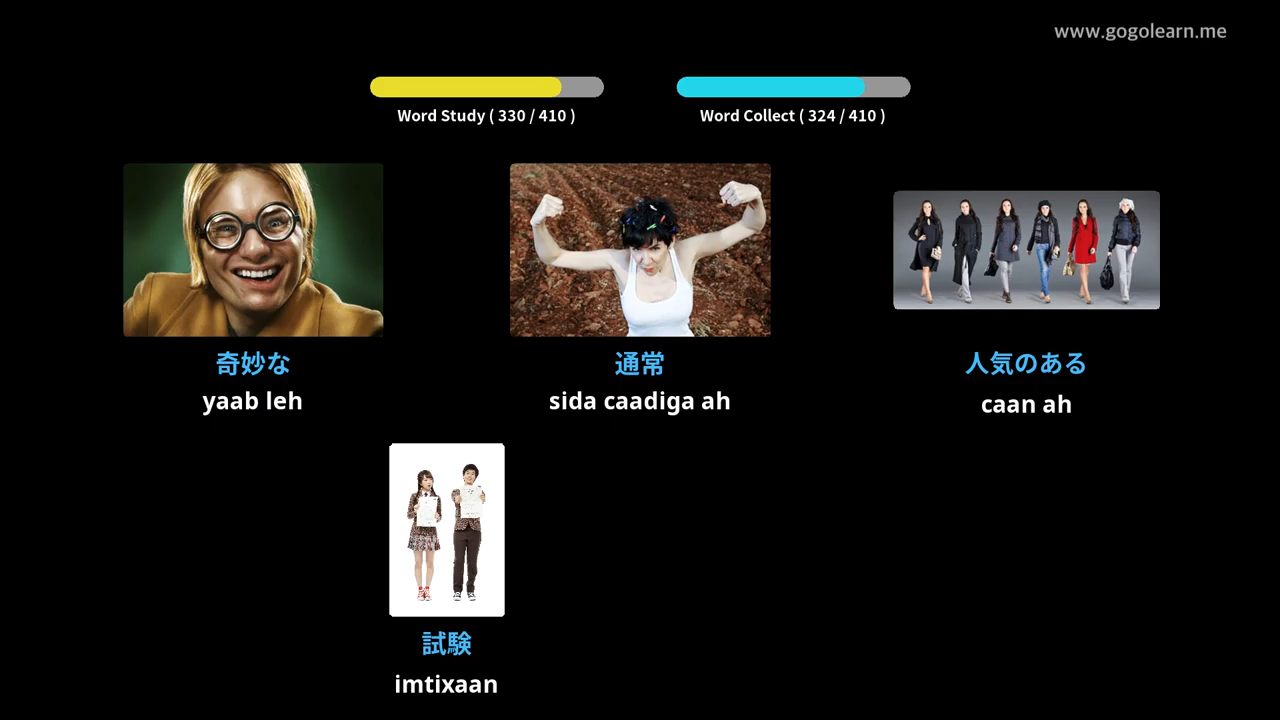 www.gogolearn.me
Word Study ( 330 / 410 )
Word Collect ( 324 / 410 )
奇妙な
yaab leh
通常
sida caadiga ah
人気のある
caan ah
試験
imtixaan